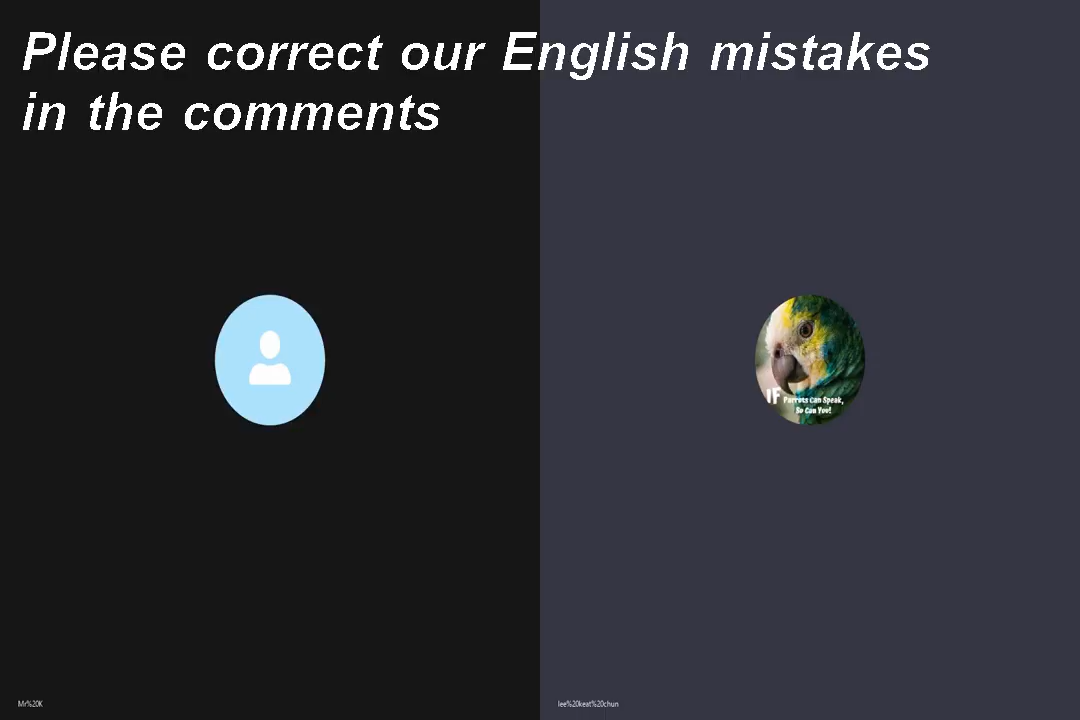 Please correct our English mistakes
in the comments
IF Parrots Can Speak,
So Can You!
Mr%20K
lee%20keat%20chun